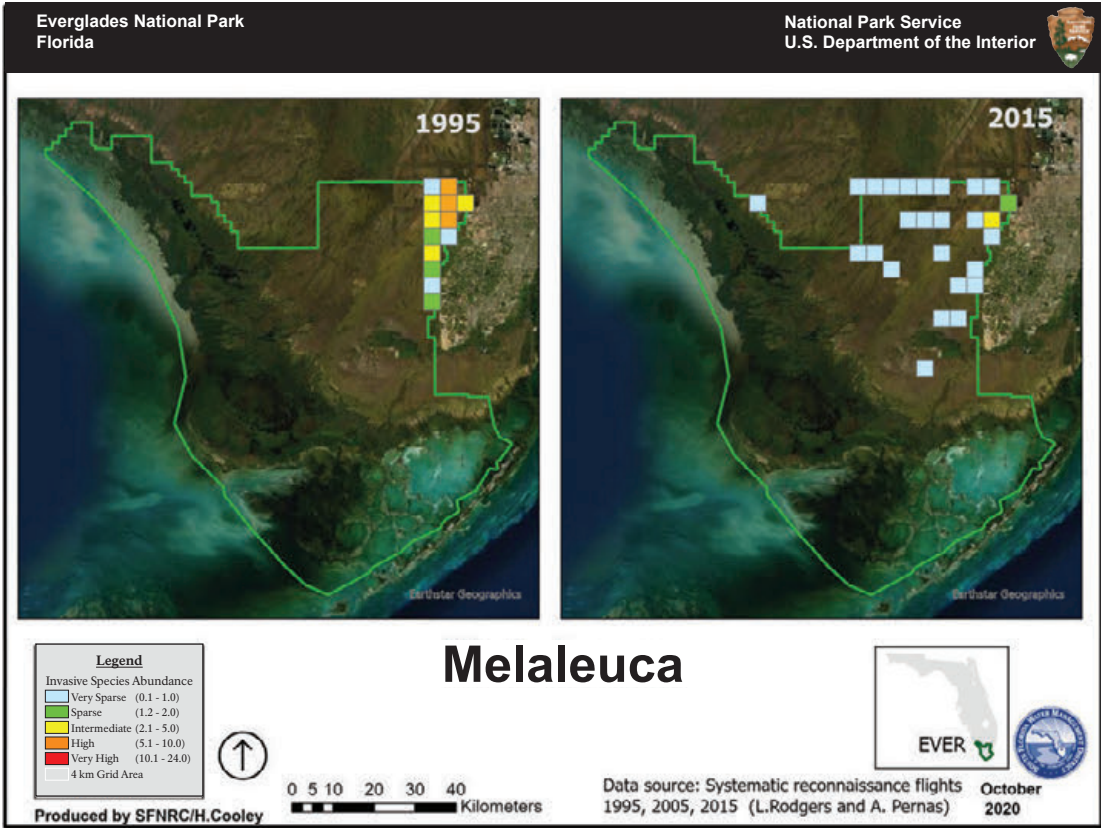 Everglades National Park
Florida
National Park Service
U.S. Department of the Interior
1995
2015
Earthstar Geographics
Earthstar Geographics
Melaleuca
Legend
Invasive Species Abundance
Very Sparse (0.1 - 1.0)
Sparse (1.2 - 2.0)
Intermediate (2.1 - 5.0)
High (5.1 - 10.0)
Very High (10.1 - 24.0)
4 km Grid Area
Produced by SFNRC/H.Cooley
0 5 10 20 30 40
Kilometers
EVER
Data source: Systematic reconnaissance flights
1995, 2005, 2015 (L.Rodgers and A. Pernas)
October
2020